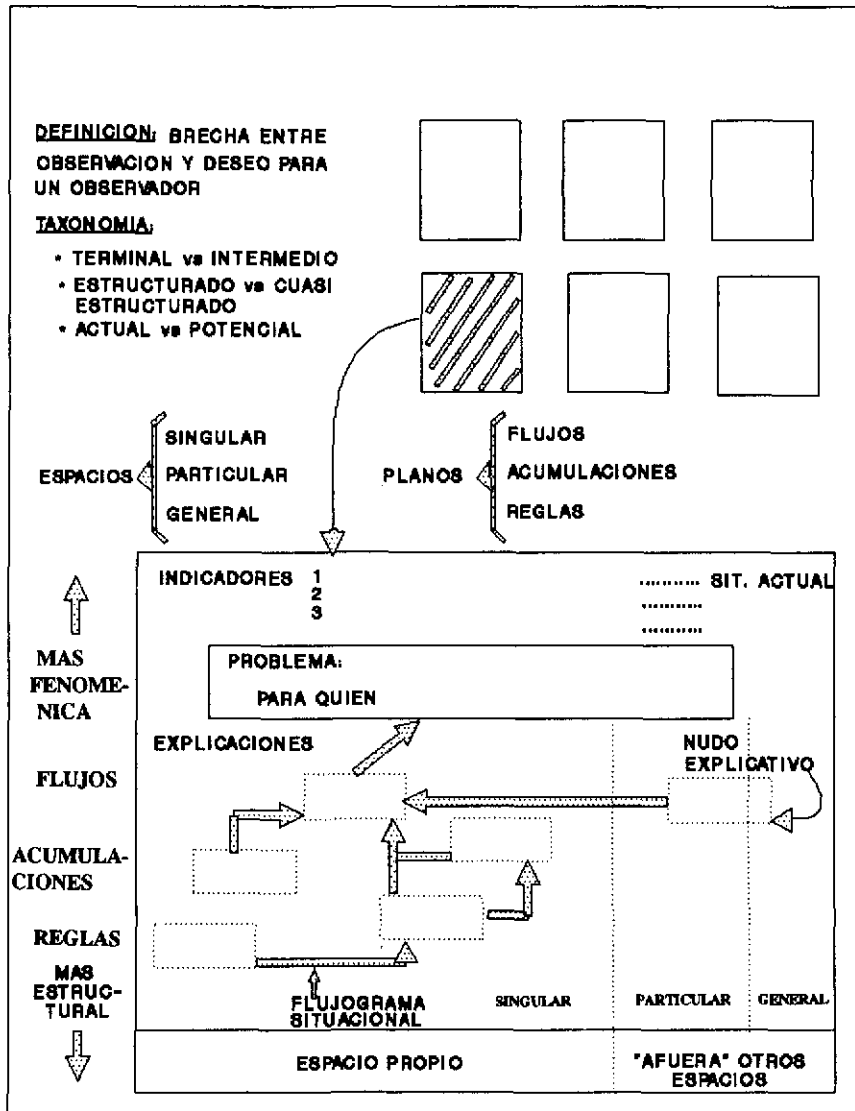 DEFINICION: BRECHA ENTRE
OBSERVACION Y DESEO PARA
UN OBSERVADOR
TAXONOMIA:
* TERMINAL vs INTERMEDIO
* ESTRUCTURADO vs CUASI
ESTRUCTURADO
* ACTUAL vs POTENCIAL
ESPACIOS
SINGULAR
PARTICULAR
GENERAL
PLANOS
FLUJOS
ACUMULACIONES
REGLAS
INDICADORES 1
2
3
.......... SIT. ACTUAL
..........
..........
MAS
FENOME-
NICA
PROBLEMA:
PARA QUIEN
EXPLICACIONES
NUDO
EXPLICATIVO
FLUJOS
ACUMULA-
CIONES
REGLAS
MAS
ESTRUC-
TURAL
FLUJOGRAMA
SITUACIONAL
SINGULAR
PARTICULAR
GENERAL
ESPACIO PROPIO
"AFUERA" OTROS
ESPACIOS